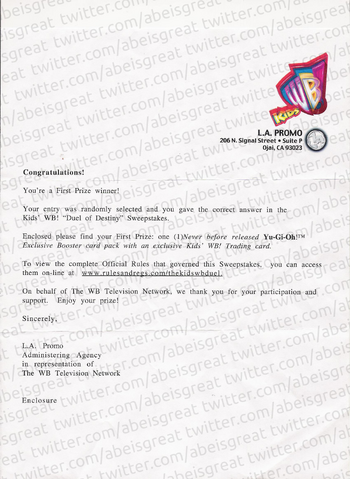 KIDS
WB
L.A. PROMO
206 N. Signal Street • Suite P
Ojai, CA 93023
Congratulations!
You're a First Prize winner!
Your entry was randomly selected and you gave the correct answer in the
Kids' WB! "Duel of Destiny" Sweepstakes.
Enclosed please find your First Prize: one (1)Never before released Yu-Gi-Oh!™
Exclusive Booster card pack with an exclusive Kids' WB! Trading card.
To view the complete Official Rules that governed this Sweepstakes, you can access
them on-line at www.rulesandregs.com/thekidswbduel.
On behalf of The WB Television Network, we thank you for your participation and
support. Enjoy your prize!
Sincerely,
L.A. Promo
Administering Agency
in representation of
The WB Television Network
Enclosure
twitter.com/abeisgreat